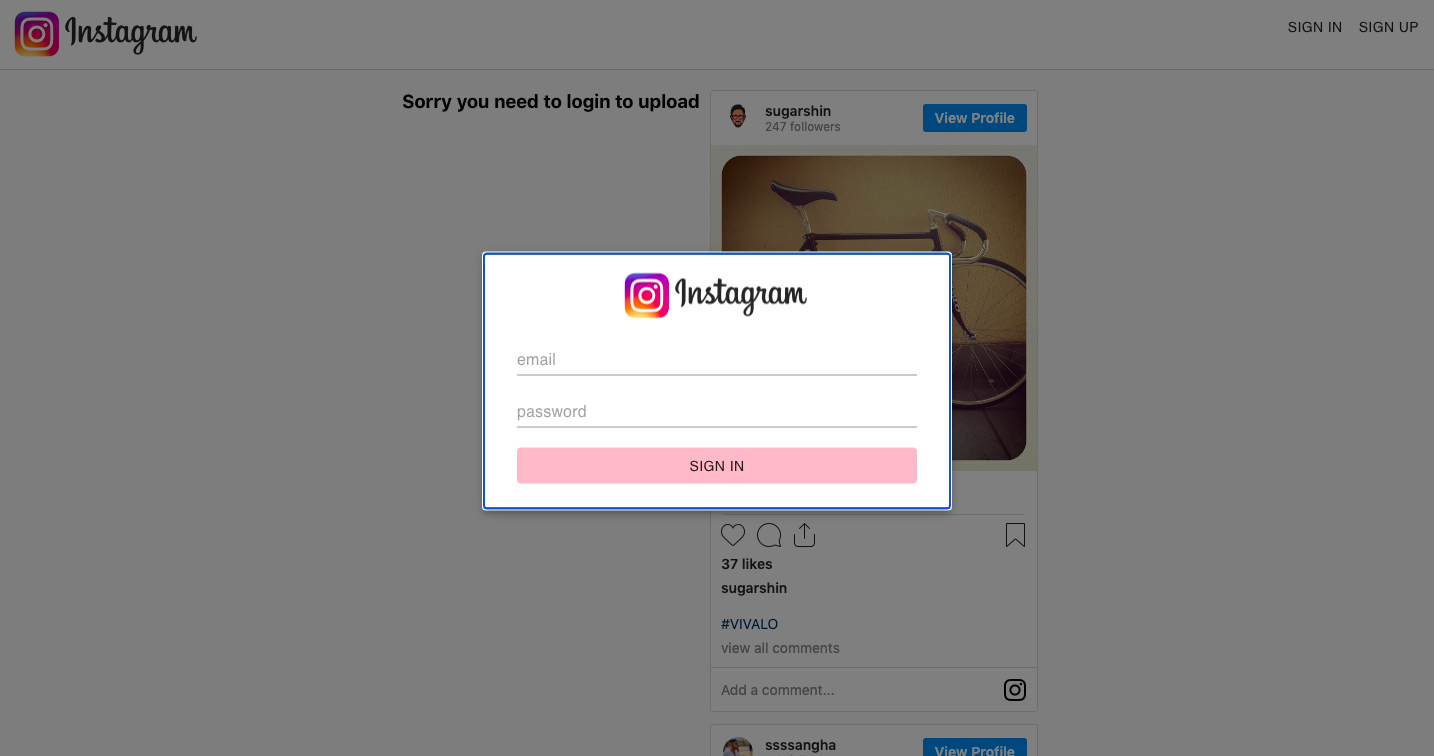 Instagram
SIGN IN SIGN UP
Sorry you need to login to upload
sugarshin
247 followers
View Profile
Instagram
email
password
SIGN IN
37 likes
sugarshin
#VIVALO
view all comments
Add a comment...
ssssangha
View Profile